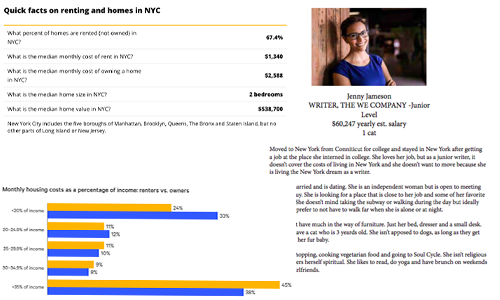 Quick facts on renting and homes in NYC
What percent of homes are rented (not owned) in
NYC?
67.4%
What is the median monthly cost of rent in NYC?
$1,340
What is the median monthly cost of owning a home
in NYC?
$2,588
What is the median home size in NYC?
2 bedrooms
What is the median home value in NYC?
$538,700
New York City includes the five boroughs of Manhattan, Brooklyn, Queens, The Bronx and Staten Island, but no
other parts of Long Island or New Jersey.
Monthly housing costs as a percentage of income: renters vs. owners
<20% of income
24%
33%
20-24.9% of income
11%
12%
25-29.9% of income
11%
10%
30-34.9% of income
9%
8%
>35% of income
45%
38%
Jenny Jameson
WRITER, THE WE COMPANY -Junior
Level
$60,247 yearly est. salary
1 cat
Moved to New York from Conniticut for college and stayed in New York after getting
a job at the place she interned in college. She loves her job, but as a junior writer, it
doesn't cover the costs of living in New York and she doesn't want to move because she
is living the New York dream as a writer.
arried and is dating. She is an independent woman but is open to meeting
uy. She is looking for a place that is close to her job and some of her favorite
She doesn't mind taking the subway or walking during the day but ideally
prefer to not have to walk far when she is alone or at night.
t have much in the way of furniture. Just her bed, dresser and a small desk.
ave a cat who is 3 years old. She isn't apposed to dogs, as long as they get
her fur baby.
hopping, cooking vegetarian food and going to Soul Cycle. She isn't religious
ers herself spiritual. She likes to read, do yoga and have brunch on weekends
irlfriends.